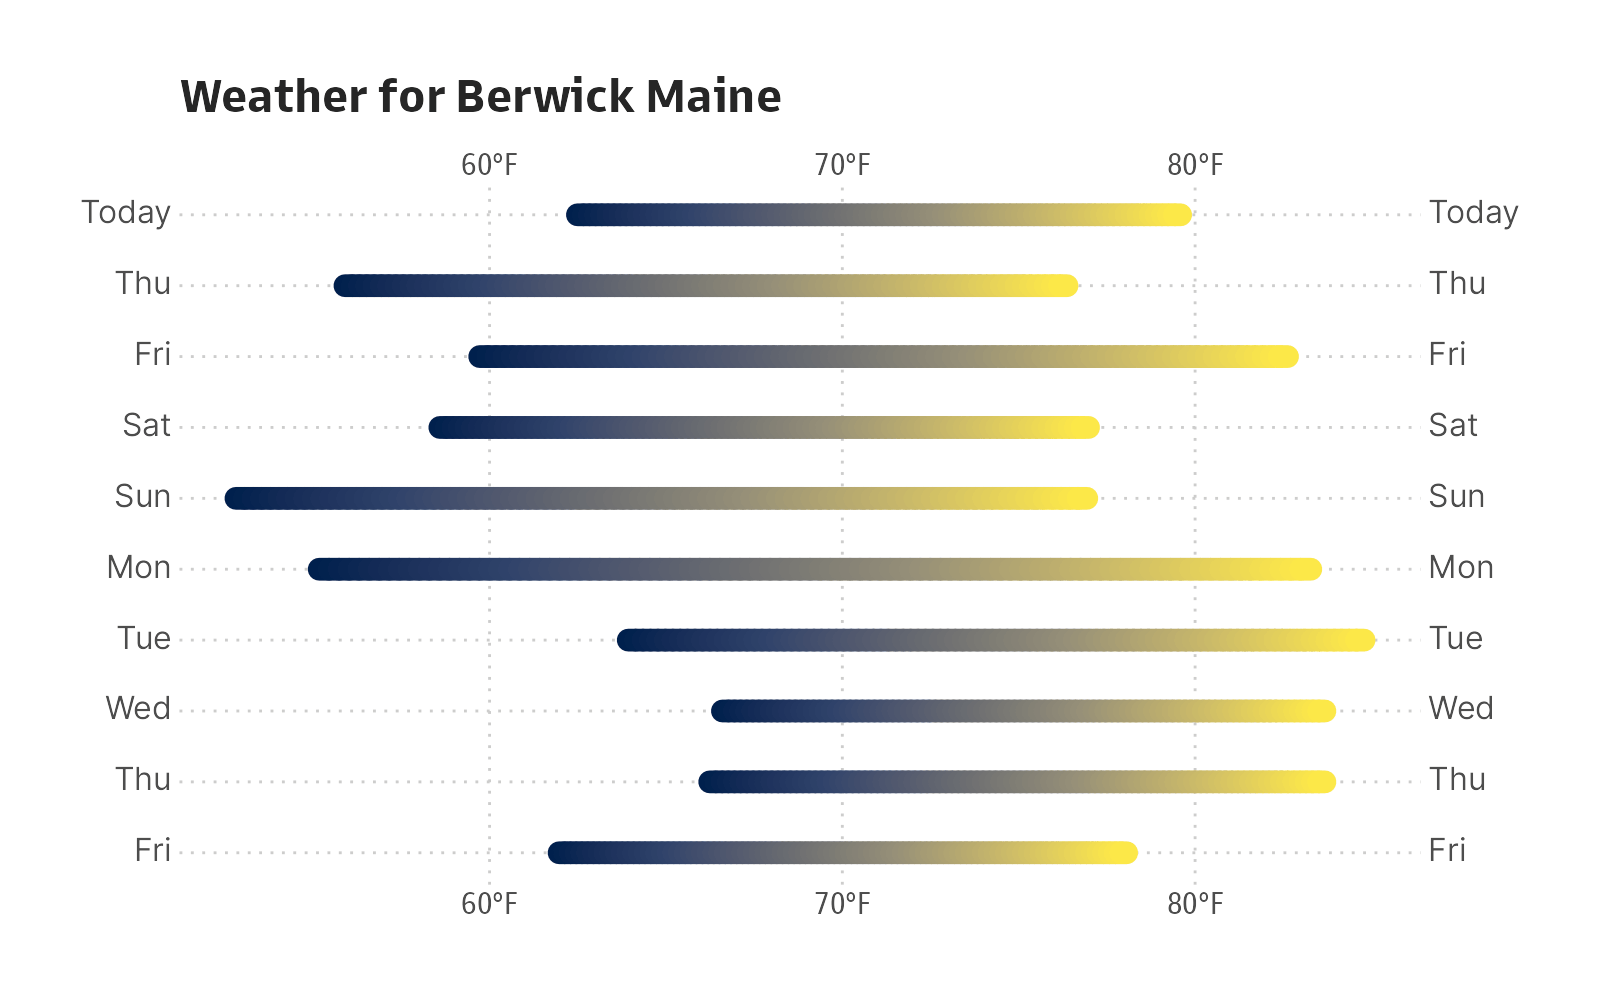 Weather for Berwick Maine
60°F 70°F 80°F
Today Today
Thu Thu
Fri Fri
Sat Sat
Sun Sun
Mon Mon
Tue Tue
Wed Wed
Thu Thu
Fri Fri
60°F 70°F 80°F